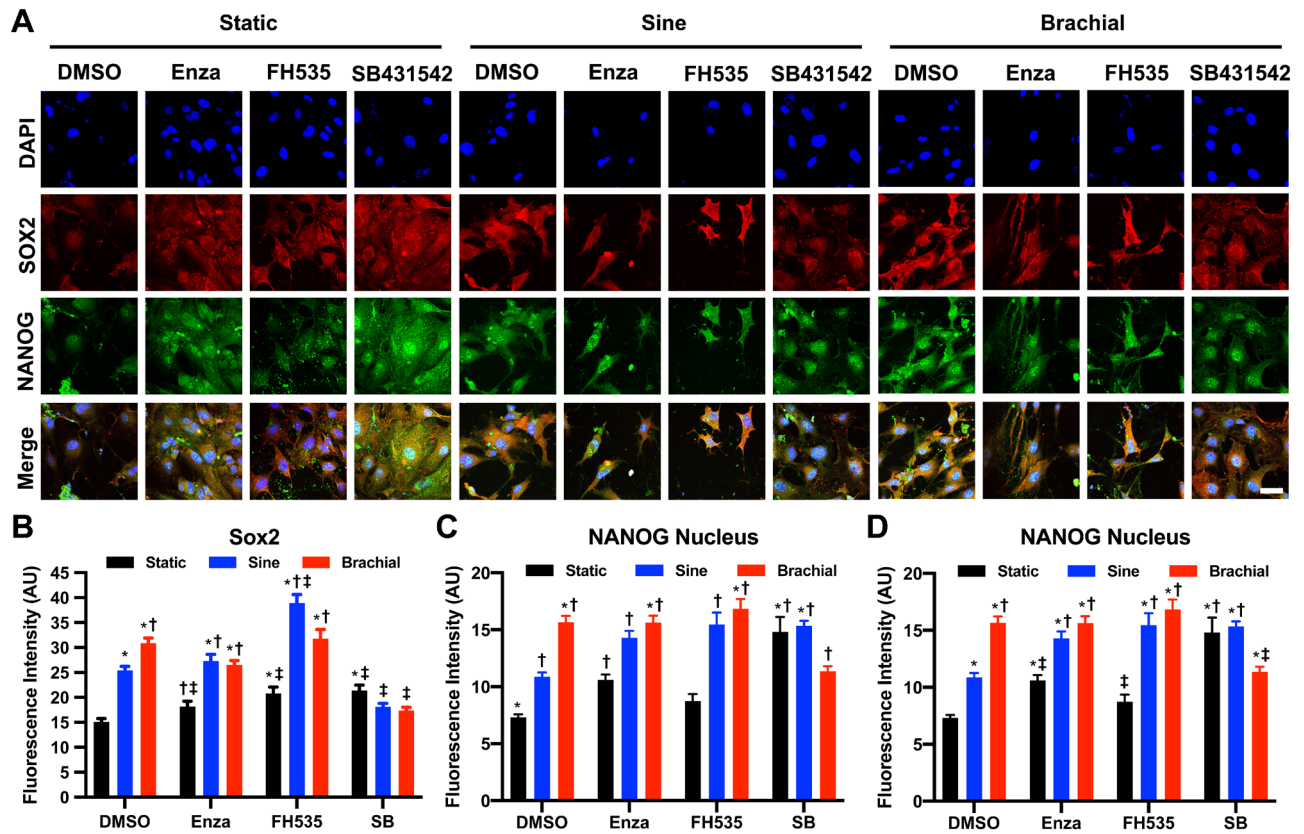 A
Static Sine Brachial
DMSO Enza FH535 SB431542 DMSO Enza FH535 SB431542 DMSO Enza FH535 SB431542
DAPI
SOX2
NANOG
Merge
B
Sox2
Static Sine Brachial
Fluorescence Intensity (AU)
45
40
35
30
25
20
15
10
5
0
* *† †‡ *† *† *‡ *†‡ *† *‡ ‡ ‡
DMSO Enza FH535 SB
C
NANOG Nucleus
Static Sine Brachial
Fluorescence Intensity (AU)
20
15
10
5
0
* † *† † † *† † *† *† *† †
DMSO Enza FH535 SB
D
NANOG Nucleus
Static Sine Brachial
Fluorescence Intensity (AU)
20
15
10
5
0
* *† *‡ *† *† ‡ *† *† *† *† *‡
DMSO Enza FH535 SB